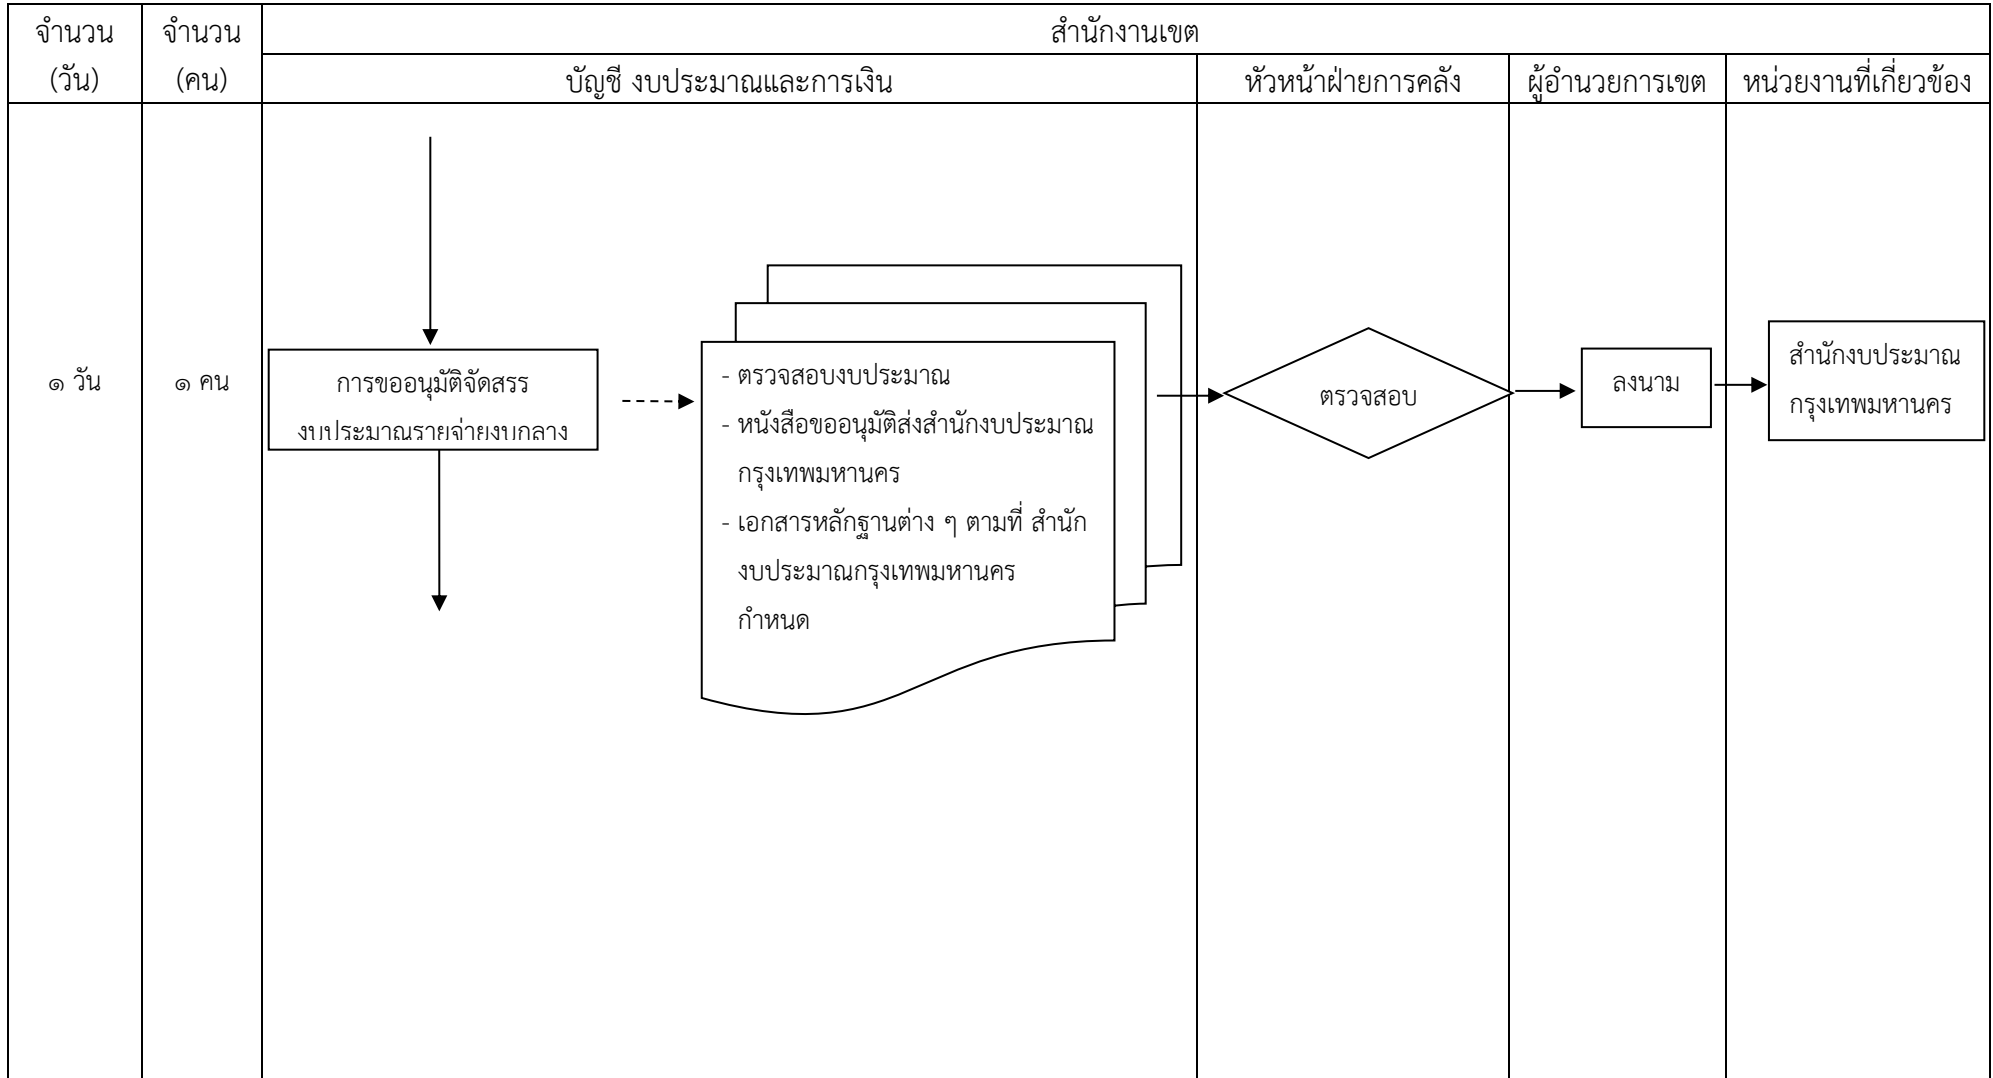 จำนวน
(วัน)
จำนวน
(คน)
สำนักงานเขต
บัญชี งบประมาณและการเงิน
หัวหน้าฝ่ายการคลัง
ผู้อำนวยการเขต
หน่วยงานที่เกี่ยวข้อง
๑ วัน
๑ คน
การขออนุมัติจัดสรร
งบประมาณรายจ่ายงบกลาง
- ตรวจสอบงบประมาณ
- หนังสือขออนุมัติส่งสำนักงบประมาณ
กรุงเทพมหานคร
- เอกสารหลักฐานต่าง ๆ ตามที่ สำนัก
งบประมาณกรุงเทพมหานคร
กำหนด
ตรวจสอบ
ลงนาม
สำนักงบประมาณ
กรุงเทพมหานคร